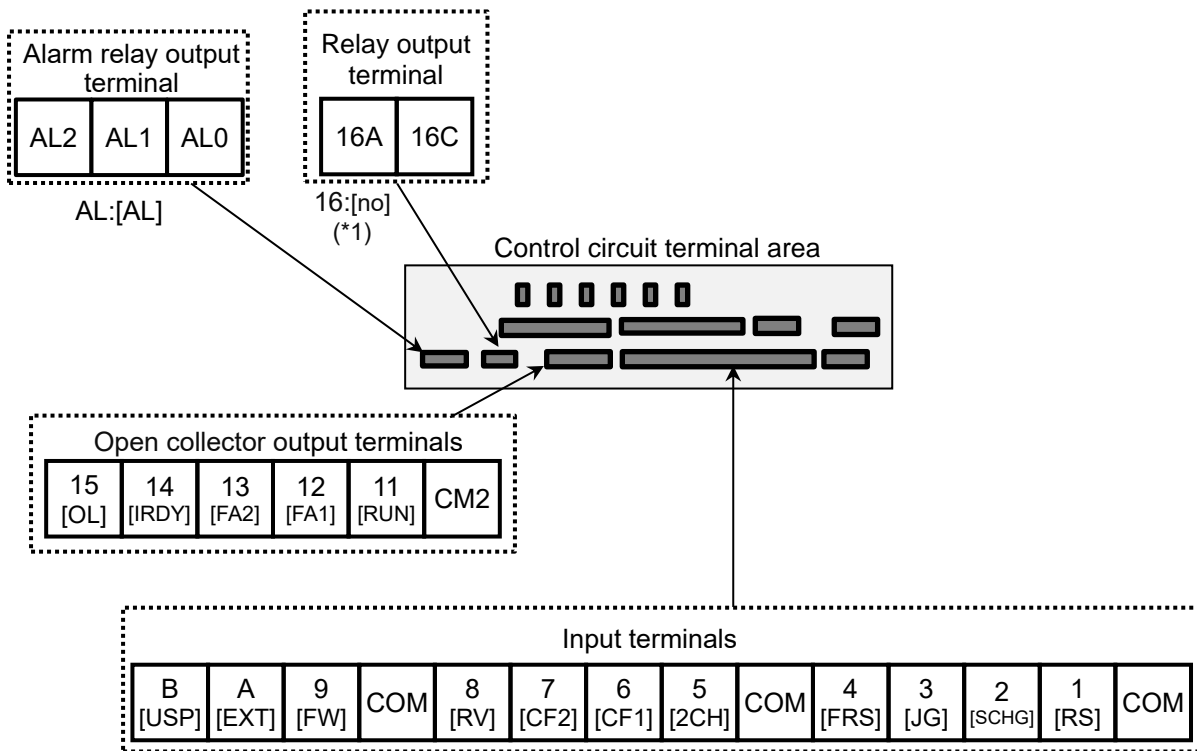 Alarm relay output
terminal
AL2 AL1 AL0
AL:[AL]
Relay output
terminal
16A 16C
16:[no]
(*1)
Control circuit terminal area
Open collector output terminals
15 14 13 12 11 CM2
[OL] [IRDY] [FA2] [FA1] [RUN]
Input terminals
B A 9 COM 8 7 6 5 COM 4 3 2 1 COM
[USP] [EXT] [FW] [RV] [CF2] [CF1] [2CH] [FRS] [JG] [SCHG] [RS]